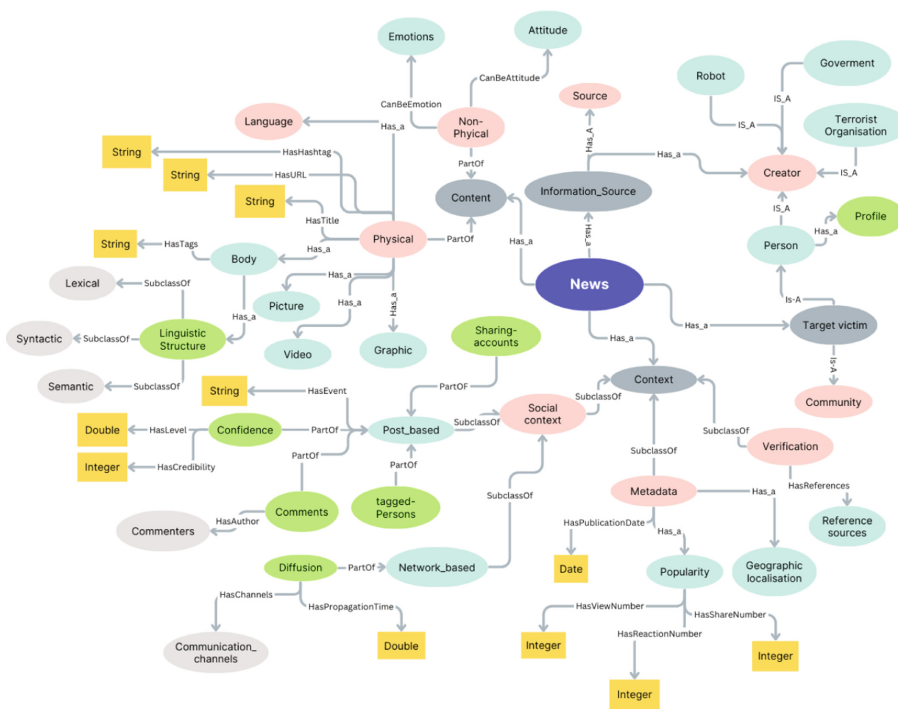 Emotions
Attitude
Goverment
Robot
CanBeAttitude
CanBeEmotion
Source
IS_A
Language
Has_a
Non-
Phyical
Has_A
IS_A
Terrorist
Organisation
String
HasHashtag
PartOf
Has_a
Creator
IS_A
String
HasURL
Content
Information_Source
String
HasTitle
IS_A
Profile
Physical
PartOf
Has_a
Has_a
Person
Has_a
String
HasTags
Body
Has_a
Lexical
SubclassOf
Has_a
News
Is-A
Has_a
Picture
Has_a
Has_a
Syntactic
SubclassOf
Linguistic
Structure
Sharing-
accounts
Has_a
Has_a
Target victim
Video
Graphic
Semantic
SubclassOf
Is-A
String
HasEvent
PartOF
Context
SubclassOf
Community
Double
HasLevel
Confidence
PartOf
Post_based
SubclassOf
Social
context
SubclassOf
Verification
Integer
HasCredibility
PartOf
PartOf
SubclassOf
HasReferences
Metadata
Has_a
tagged-
Persons
SubclassOf
Commenters
HasAuthor
Comments
HasPublicationDate
Has_a
Reference
sources
Diffusion
PartOf
Network_based
Date
Popularity
Geographic
localisation
HasChannels
HasPropagationTime
HasViewNumber
HasShareNumber
HasReactionNumber
Communication_
channels
Double
Integer
Integer
Integer